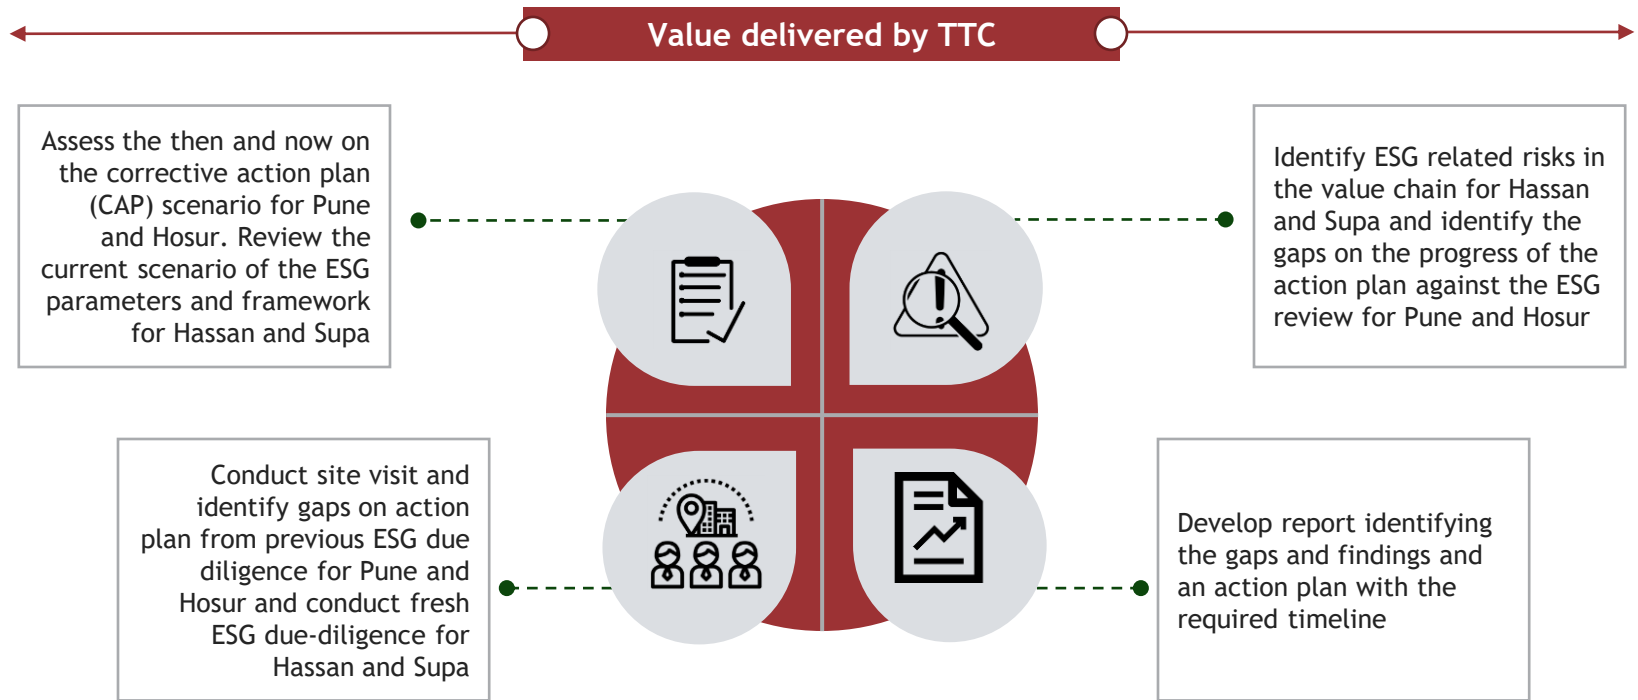 Value delivered by TTC
Assess the then and now on
the corrective action plan
(CAP) scenario for Pune
and Hosur. Review the
current scenario of the ESG
parameters and framework
for Hassan and Supa
Identify ESG related risks in
the value chain for Hassan
and Supa and identify the
gaps on the progress of the
action plan against the ESG
review for Pune and Hosur
Conduct site visit and
identify gaps on action
plan from previous ESG due
diligence for Pune and
Hosur and conduct fresh
ESG due-diligence for
Hassan and Supa
Develop report identifying
the gaps and findings and
an action plan with the
required timeline